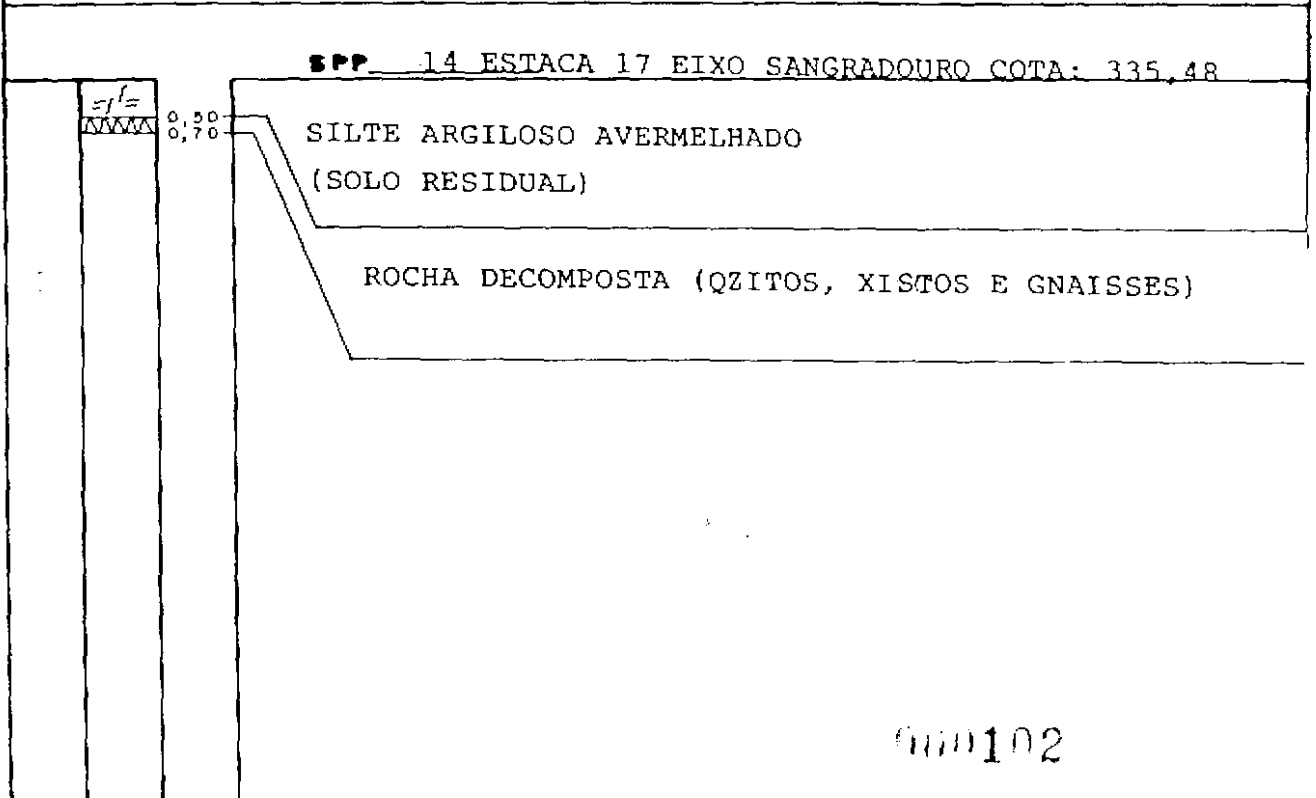 SPP 14 ESTACA 17 EIXO SANGRADOURO COTA: 335,48
0,50
0,70
SILTE ARGILOSO AVERMELHADO
(SOLO RESIDUAL)
ROCHA DECOMPOSTA (QZITOS, XISTOS E GNAISSES)
000102